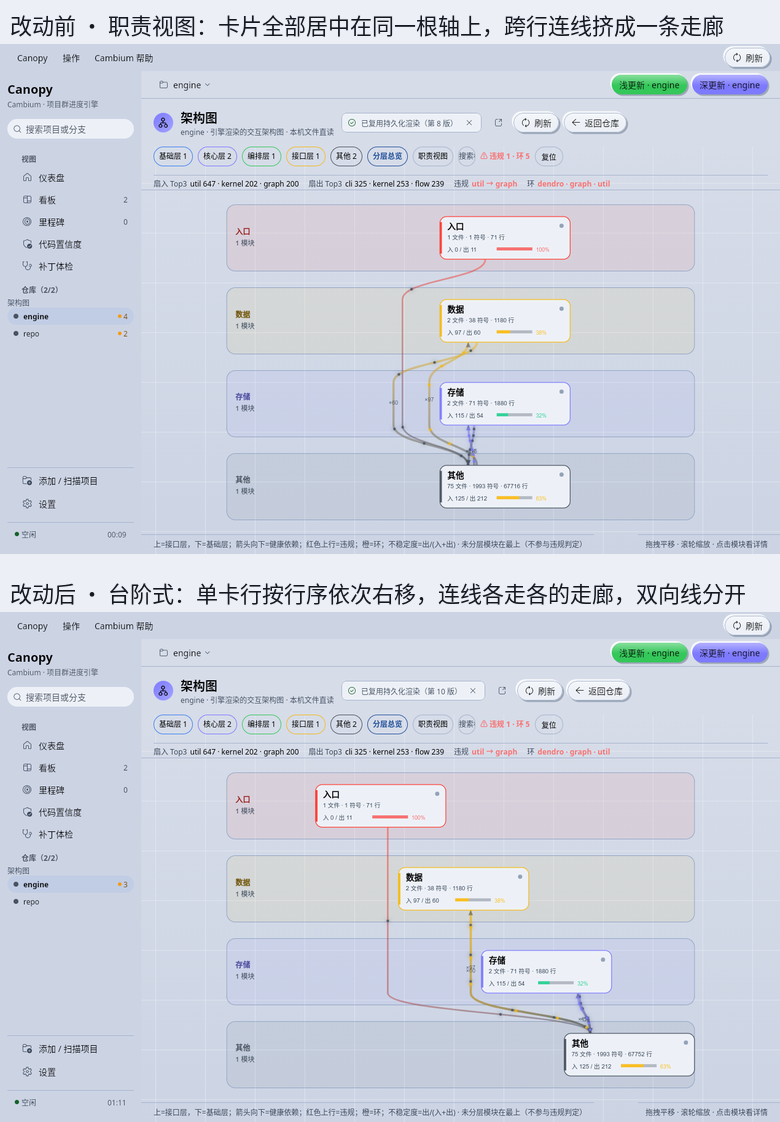 改动前 · 职责视图：卡片全部居中在同一根轴上，跨行连线挤成一条走廊
Canopy 操作 Cambium 帮助 刷新
Canopy
Cambium · 项目群进度引擎
搜索项目或分支
视图
仪表盘
看板 2
里程碑 0
代码置信度
补丁体检
仓库（2/2）
架构图
engine 4
repo 2
添加 / 扫描项目
设置
空闲 00:09
engine 浅更新 · engine 深更新 · engine
架构图
engine · 引擎渲染的交互架构图 · 本机文件直读
已复用持久化渲染（第 8 版） × 刷新 ← 返回仓库
基础层 1 核心层 2 编排层 1 接口层 1 其他 2 分层总览 职责视图 搜索 违规 1 · 环 5 复位
扇入 Top3 util 647 · kernel 202 · graph 200 扇出 Top3 cli 325 · kernel 253 · flow 239 违规 util → graph 环 dendro · graph · util
入口
1 模块
入口
1 文件 · 1 符号 · 71 行
入 0 / 出 11 100%
数据
1 模块
数据
2 文件 · 38 符号 · 1180 行
入 97 / 出 60 38%
存储
1 模块
存储
2 文件 · 71 符号 · 1880 行
入 115 / 出 54 32%
×60
×97
其他
1 模块
其他
75 文件 · 1993 符号 · 67716 行
入 125 / 出 212 63%
上=接口层，下=基础层；箭头向下=健康依赖；红色上行=违规；橙=环；不稳定度=出/(入+出) · 未分层模块在最上（不参与违规判定）
拖拽平移 · 滚轮缩放 · 点击模块看详情
改动后 · 台阶式：单卡行按行序依次右移，连线各走各的走廊，双向线分开
Canopy 操作 Cambium 帮助 刷新
Canopy
Cambium · 项目群进度引擎
搜索项目或分支
视图
仪表盘
看板 2
里程碑 0
代码置信度
补丁体检
仓库（2/2）
架构图
engine 3
repo
添加 / 扫描项目
设置
空闲 01:11
engine 浅更新 · engine 深更新 · engine
架构图
engine · 引擎渲染的交互架构图 · 本机文件直读
已复用持久化渲染（第 10 版） × 刷新 ← 返回仓库
基础层 1 核心层 2 编排层 1 接口层 1 其他 2 分层总览 职责视图 搜索 违规 1 · 环 5 复位
扇入 Top3 util 647 · kernel 202 · graph 200 扇出 Top3 cli 325 · kernel 253 · flow 239 违规 util → graph 环 dendro · graph · util
入口
1 模块
入口
1 文件 · 1 符号 · 71 行
入 0 / 出 11 100%
数据
1 模块
数据
2 文件 · 38 符号 · 1180 行
入 97 / 出 60 38%
存储
1 模块
存储
2 文件 · 71 符号 · 1880 行
入 115 / 出 54 32%
其他
1 模块
其他
75 文件 · 1993 符号 · 67752 行
入 125 / 出 212 63%
上=接口层，下=基础层；箭头向下=健康依赖；红色上行=违规；橙=环；不稳定度=出/(入+出) · 未分层模块在最上（不参与违规判定）
拖拽平移 · 滚轮缩放 · 点击模块看详情